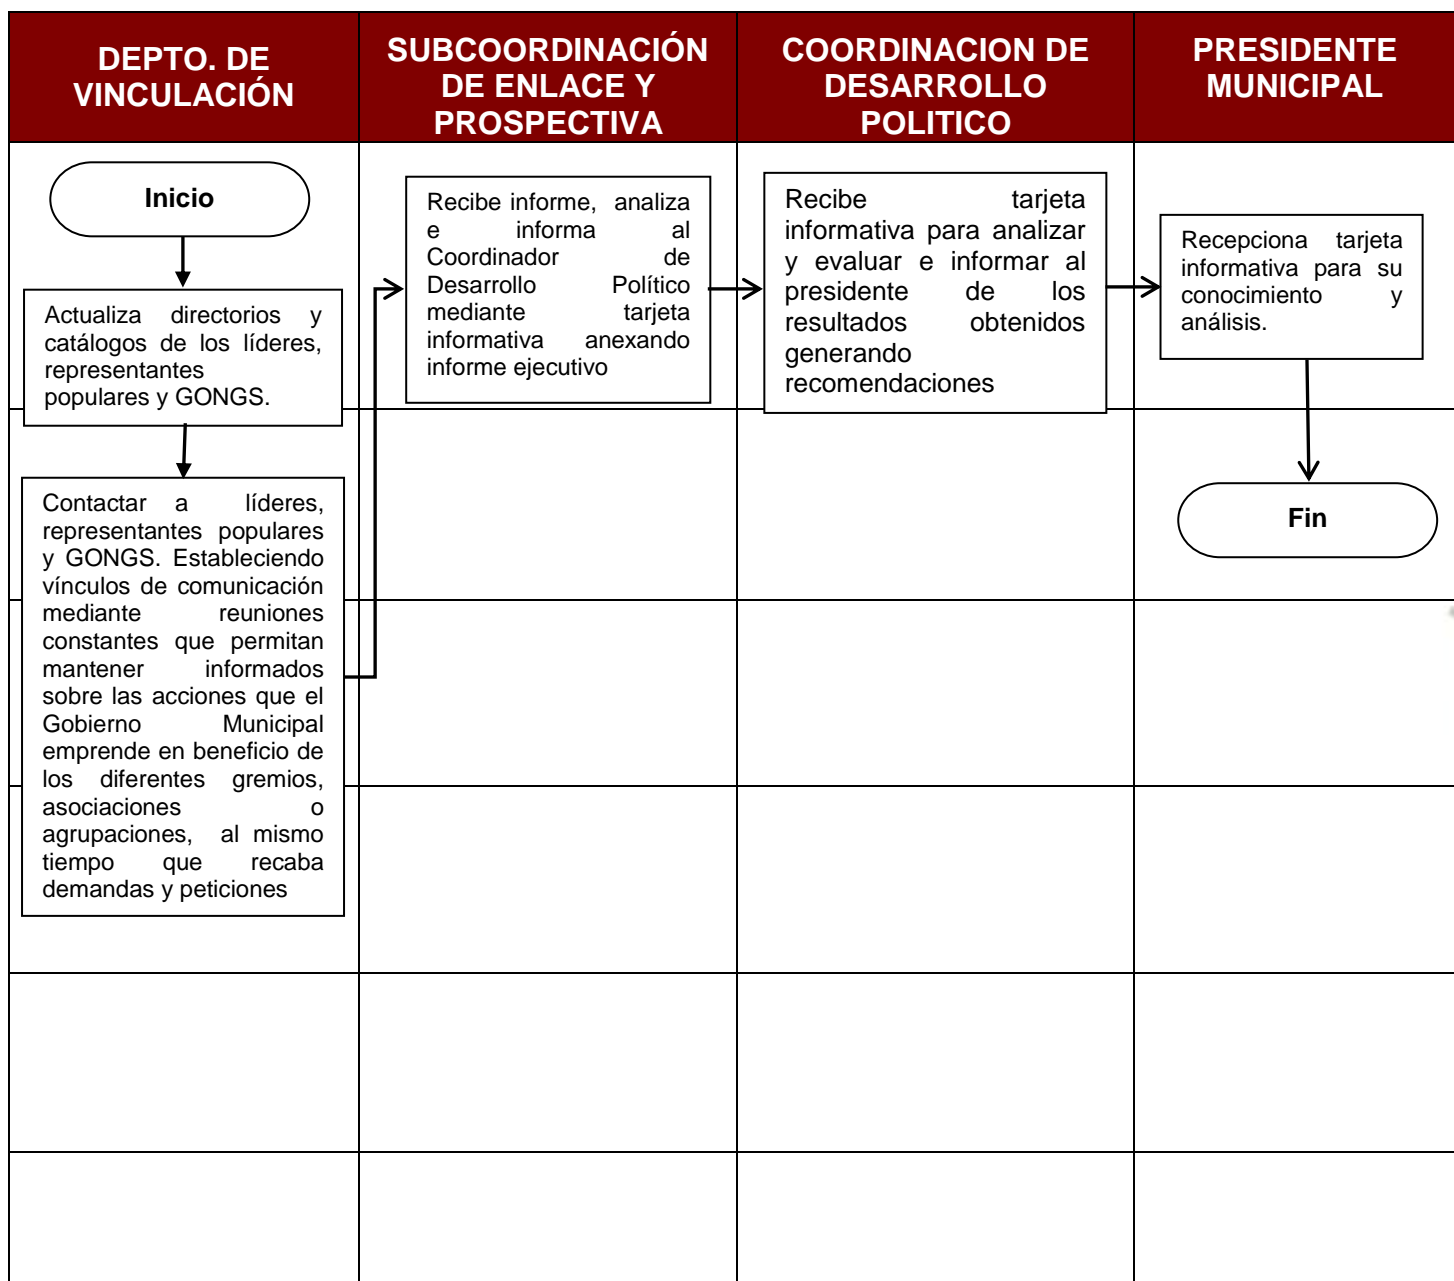 DEPTO. DE
VINCULACIÓN
SUBCOORDINACIÓN
DE ENLACE Y
PROSPECTIVA
COORDINACION DE
DESARROLLO
POLITICO
PRESIDENTE
MUNICIPAL
Inicio
Actualiza directorios y
catálogos de los líderes,
representantes
populares y GONGS.
Contactar a líderes,
representantes populares
y GONGS. Estableciendo
vínculos de comunicación
mediante reuniones
constantes que permitan
mantener informados
sobre las acciones que el
Gobierno Municipal
emprende en beneficio de
los diferentes gremios,
asociaciones o
agrupaciones, al mismo
tiempo que recaba
demandas y peticiones
Recibe informe, analiza
e informa al
Coordinador de
Desarrollo Político
mediante tarjeta
informativa anexando
informe ejecutivo
Recibe tarjeta
informativa para analizar
y evaluar e informar al
presidente de los
resultados obtenidos
generando
recomendaciones
Recepciona tarjeta
informativa para su
conocimiento y
análisis.
Fin